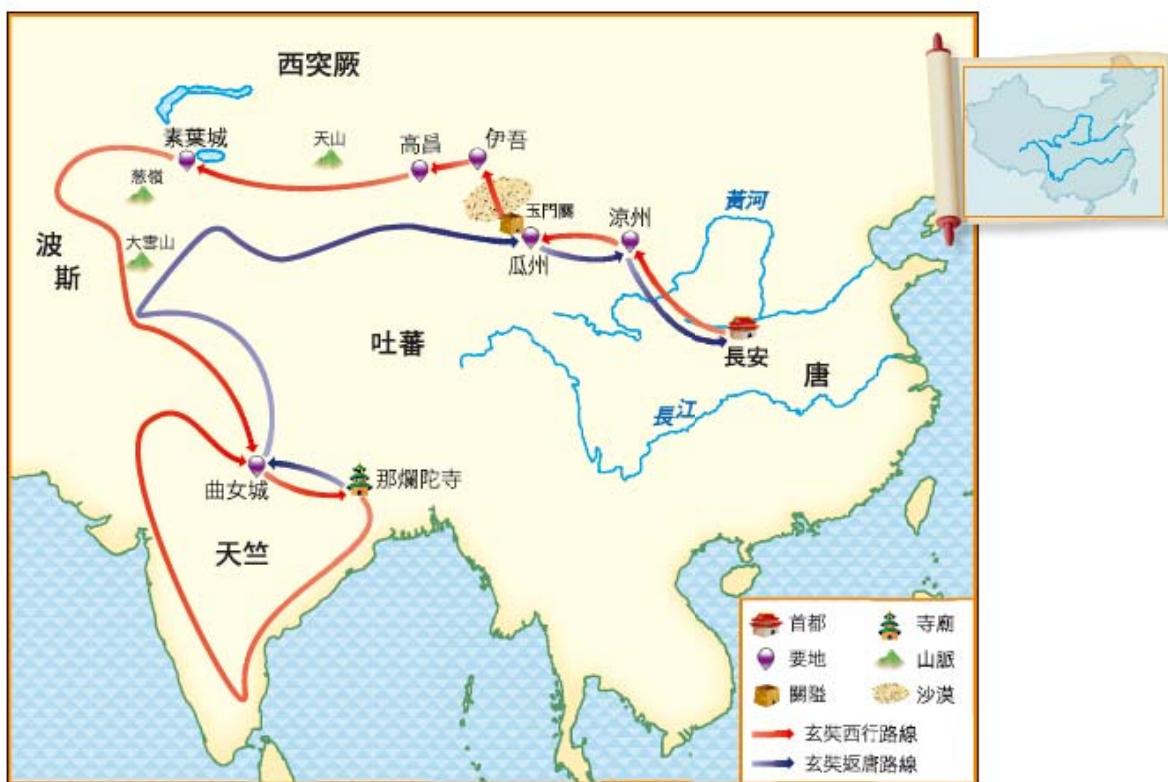 西突厥
素葉城
天山
高昌
伊吾
慈嶺
玉門關
涼州
黃河
波斯
大雪山
瓜州
吐蕃
長安
唐
長江
曲女城
那爛陀寺
天竺
首都
寺廟
要地
山脈
關隘
沙漠
玄奘西行路線
玄奘返唐路線